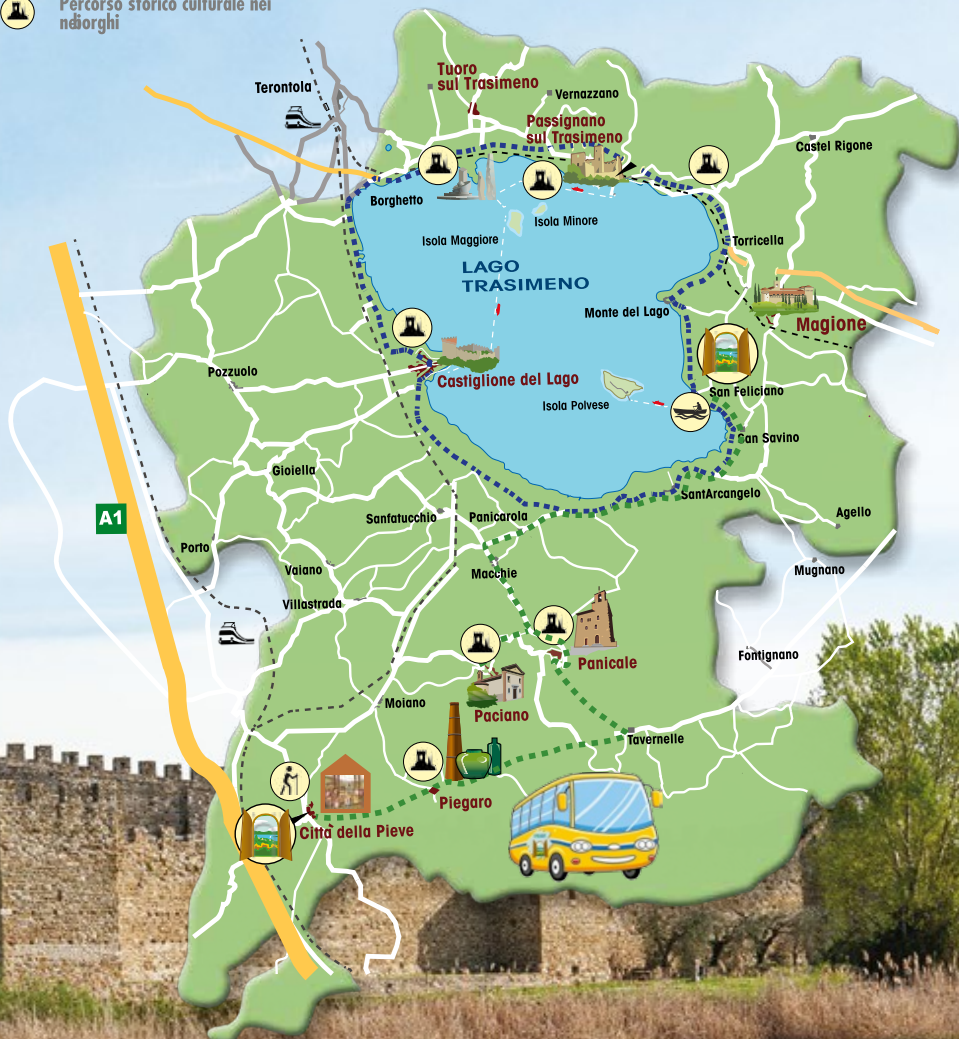 Percorso storico culturale nei
neiborghi
Tuoro
sul Trasimeno
Terontola
Vernazzano
Passignano
sul Trasimeno
Castel Rigone
Borghetto
Isola Minore
Isola Maggiore
Torricella
LAGO
TRASIMENO
Monte del Lago
Magione
Pozzuolo
Castiglione del Lago
San Feliciano
Isola Polvese
San Savino
Gioiella
SantArcangelo
A1
Sanfatucchio
Panicarola
Agello
Porto
Vaiano
Macchie
Mugnano
Villastrada
Panicale
Fontignano
Moiano
Paciano
Tavernelle
Piegaro
Città della Pieve